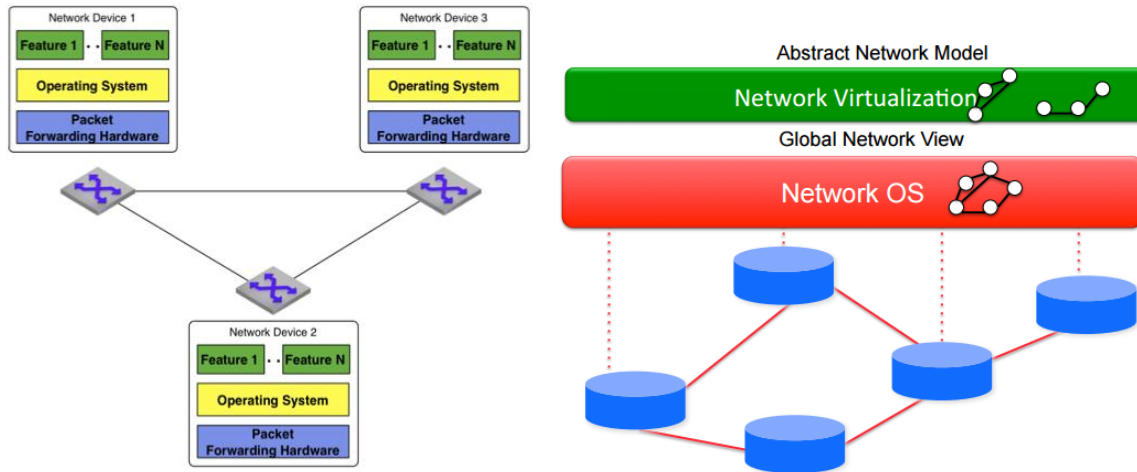 Network Device 1
Feature 1 . . Feature N
Operating System
Packet
Forwarding Hardware
Network Device 3
Feature 1 . . Feature N
Operating System
Packet
Forwarding Hardware
Network Device 2
Feature 1 . . Feature N
Operating System
Packet
Forwarding Hardware
Abstract Network Model
Network Virtualization
Global Network View
Network OS